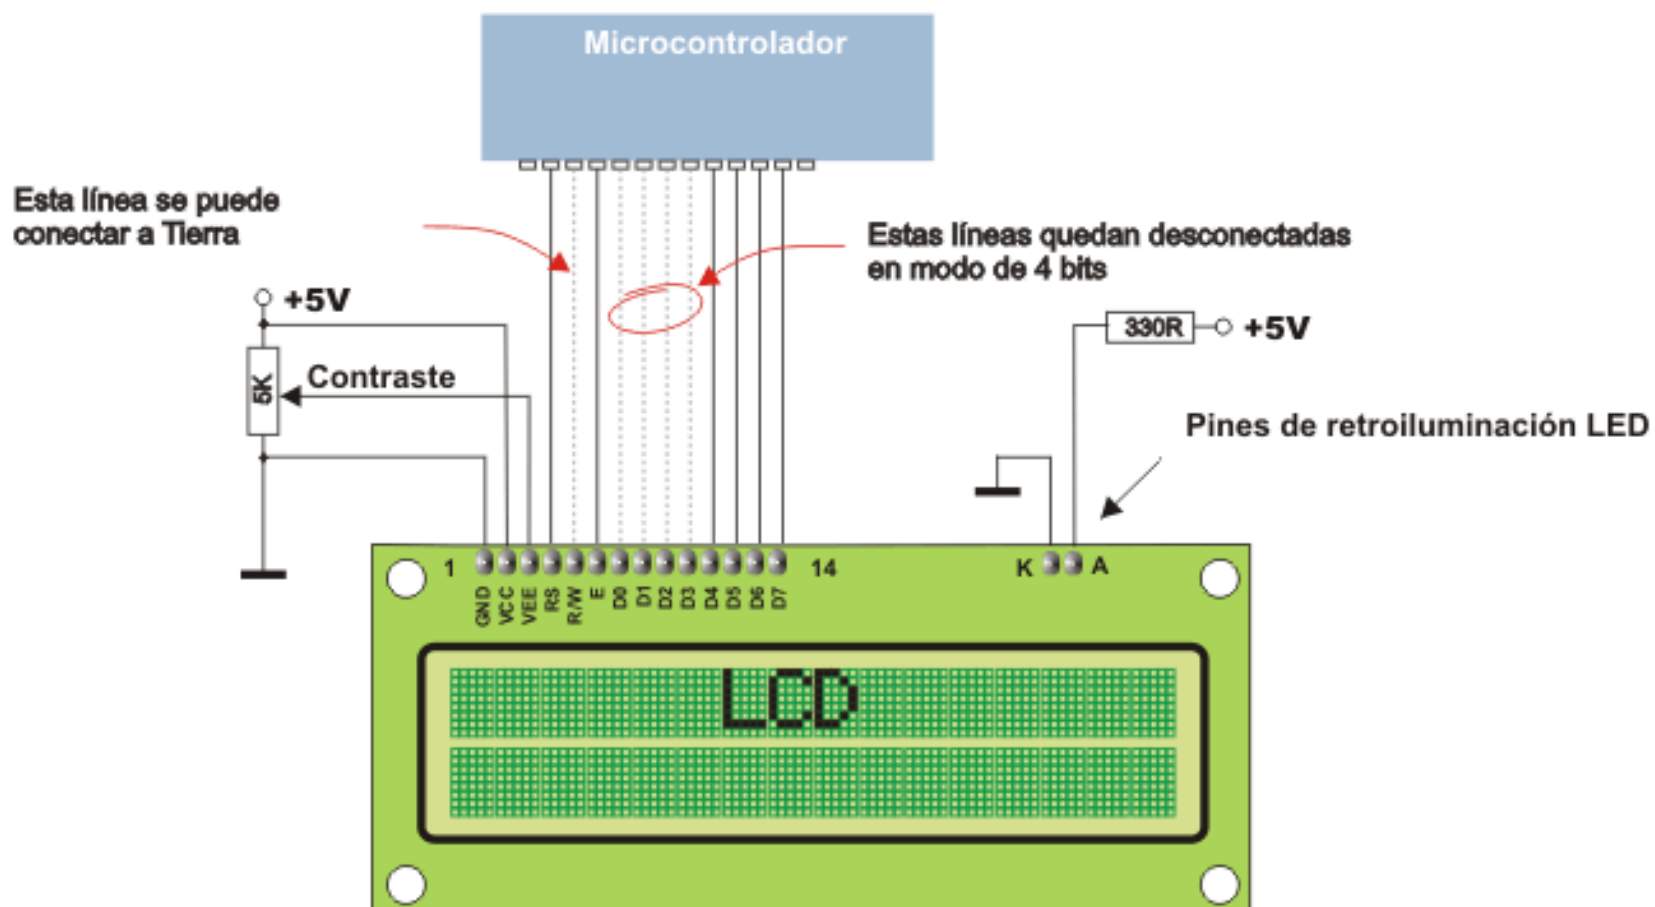 Microcontrolador
Esta línea se puede
conectar a Tierra
Estas líneas quedan desconectadas
en modo de 4 bits
+5V
330R
+5V
5K
Contraste
Pines de retroiluminación LED
1
14
K
A
GND
VCC
VEE
RS
R/W
E
D0
D1
D2
D3
D4
D5
D6
D7
LCD